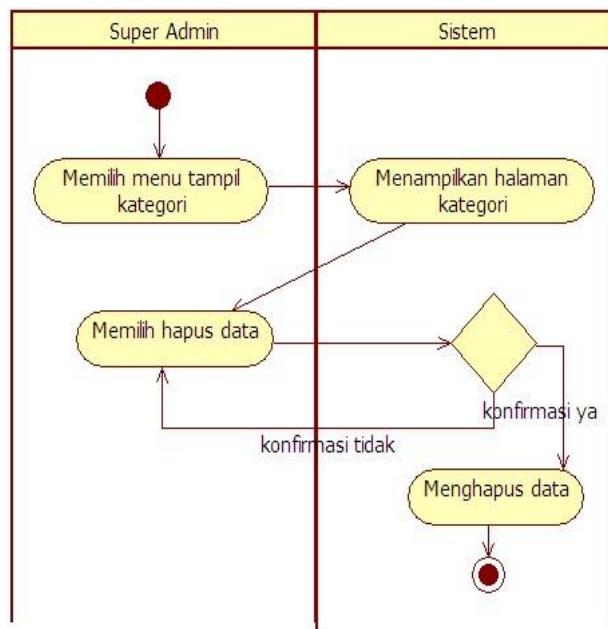 Super Admin
Sistem
Memilih menu tampil
kategori
Menampilkan halaman
kategori
Memilih hapus data
konfirmasi ya
konfirmasi tidak
Menghapus data